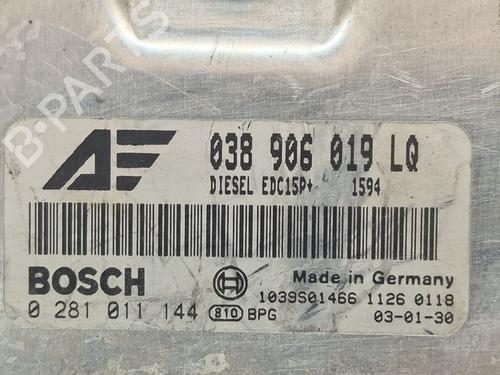 B-PARTS
AF
038 906 019 LQ
DIESEL EDC15P+ 1594
BOSCH
Made in Germany
0 281 011 144
810 BPG
1039S01466 1126 0118
03-01-30